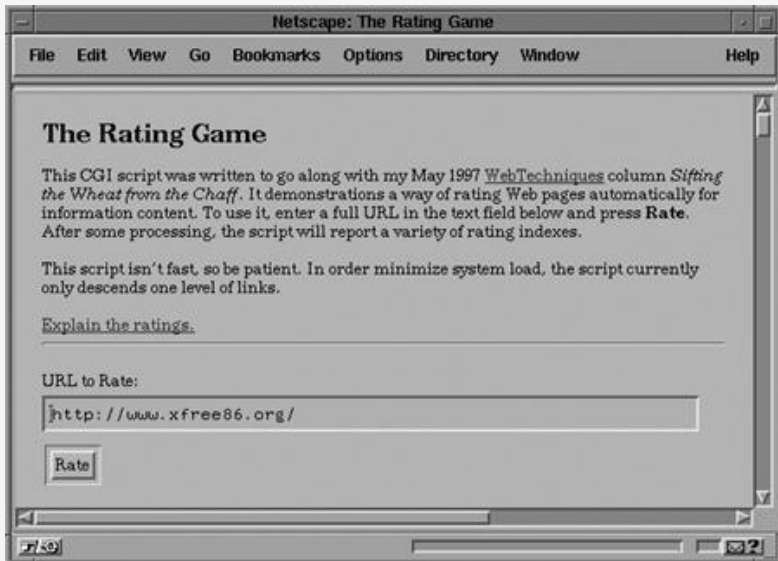 Netscape: The Rating Game
File Edit View Go Bookmarks Options Directory Window Help
The Rating Game
This CGI script was written to go along with my May 1997 WebTechniques column Sifting
the Wheat from the Chaff. It demonstrations a way of rating Web pages automatically for
information content. To use it, enter a full URL in the text field below and press Rate.
After some processing, the script will report a variety of rating indexes.
This script isn't fast, so be patient. In order minimize system load, the script currently
only descends one level of links.
Explain the ratings.
URL to Rate:
http://www.xfree86.org/
Rate
?